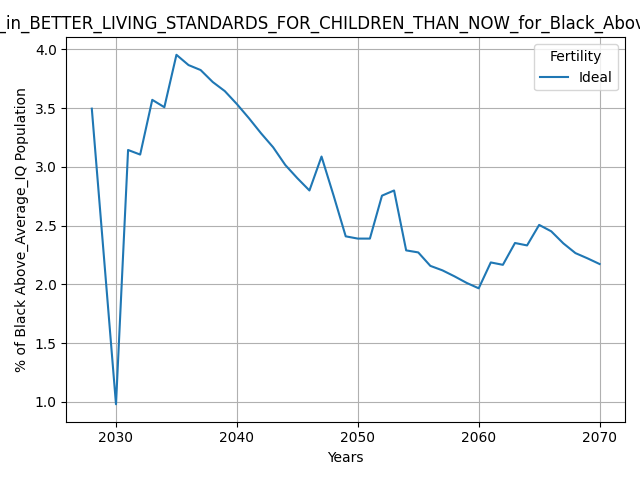 _in_BETTER_LIVING_STANDARDS_FOR_CHILDREN_THAN_NOW_for_Black_Abov
Fertility
Ideal
% of Black Above_Average_IQ Population
4.0
3.5
3.0
2.5
2.0
1.5
1.0
2030 2040 2050 2060 2070
Years